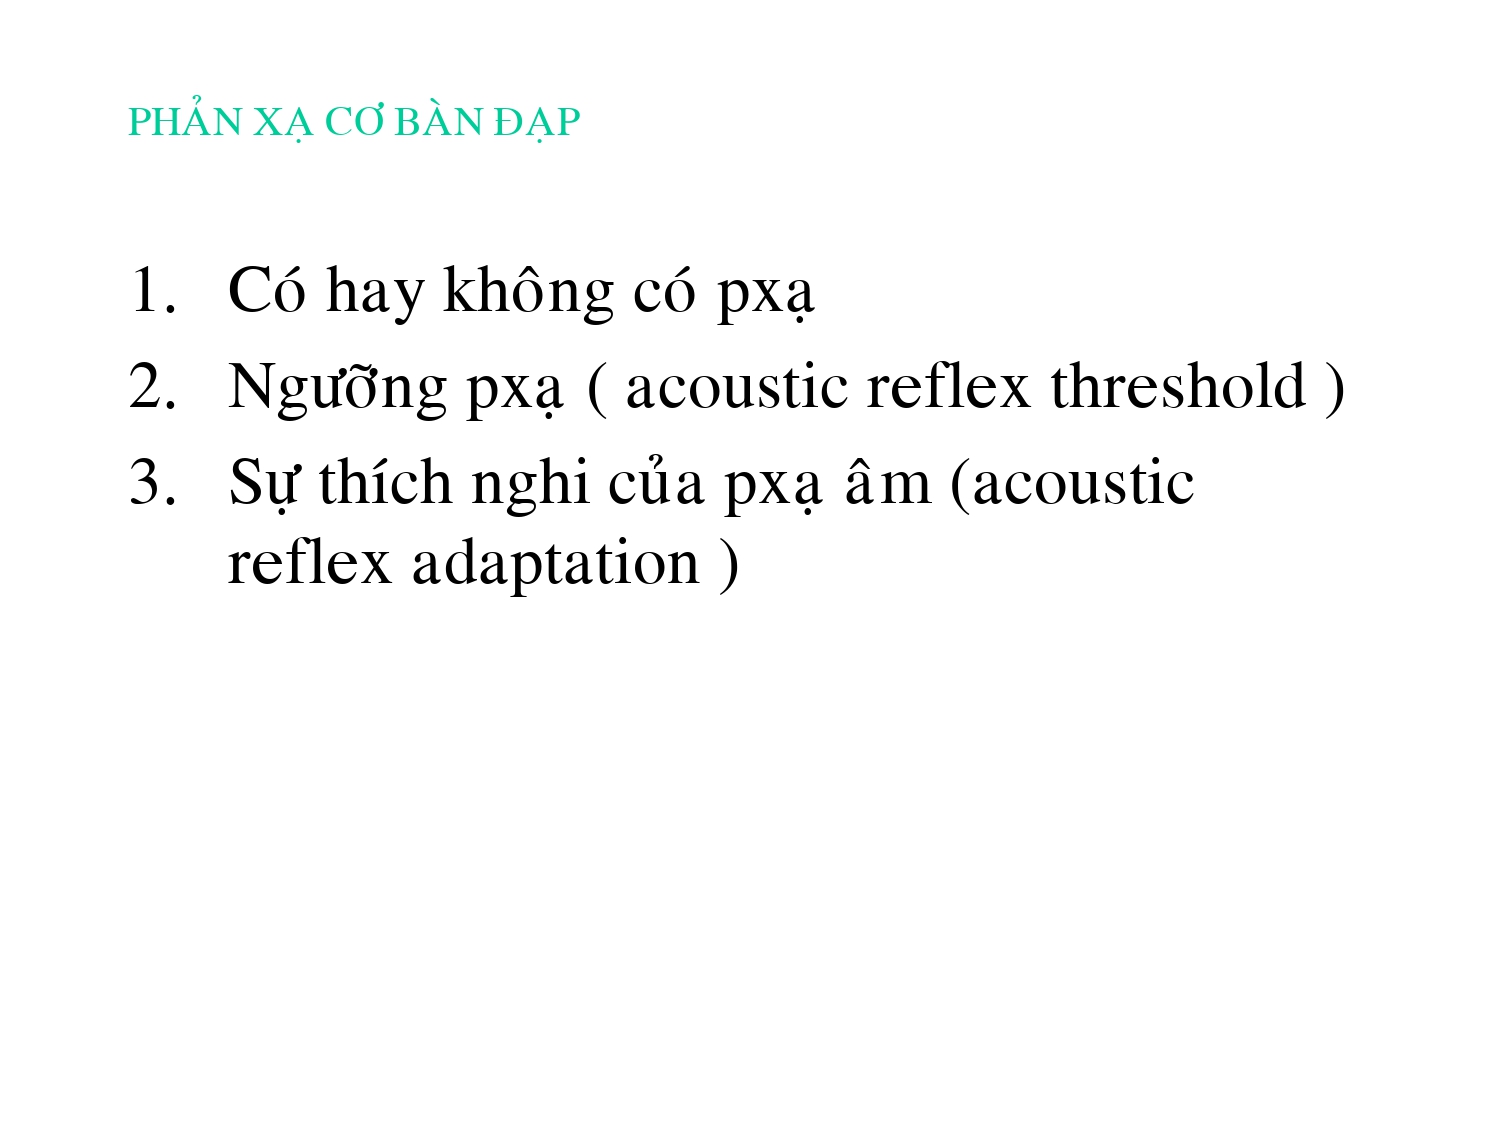 PHẢN XẠ CƠ BÀN ĐẠP
1. Có hay không có pxạ
2. Ngưỡng pxạ ( acoustic reflex threshold )
3. Sự thích nghi của pxạ âm (acoustic
reflex adaptation )